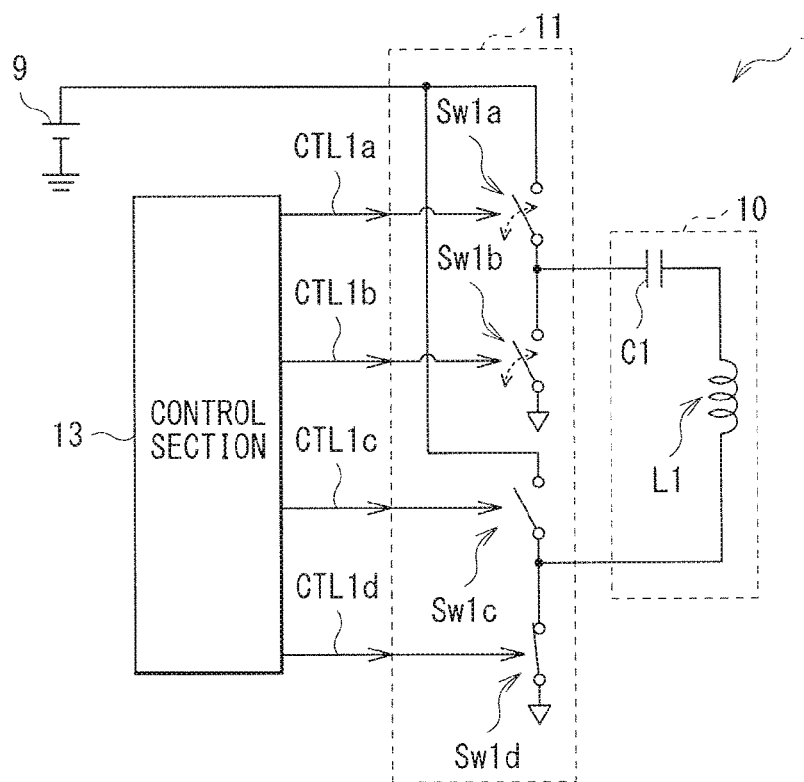 11
9
Sw1a
CTL1a
10
Sw1b
CTL1b
C1
CONTROL
SECTION
13
CTL1c
L1
CTL1d
Sw1c
Sw1d